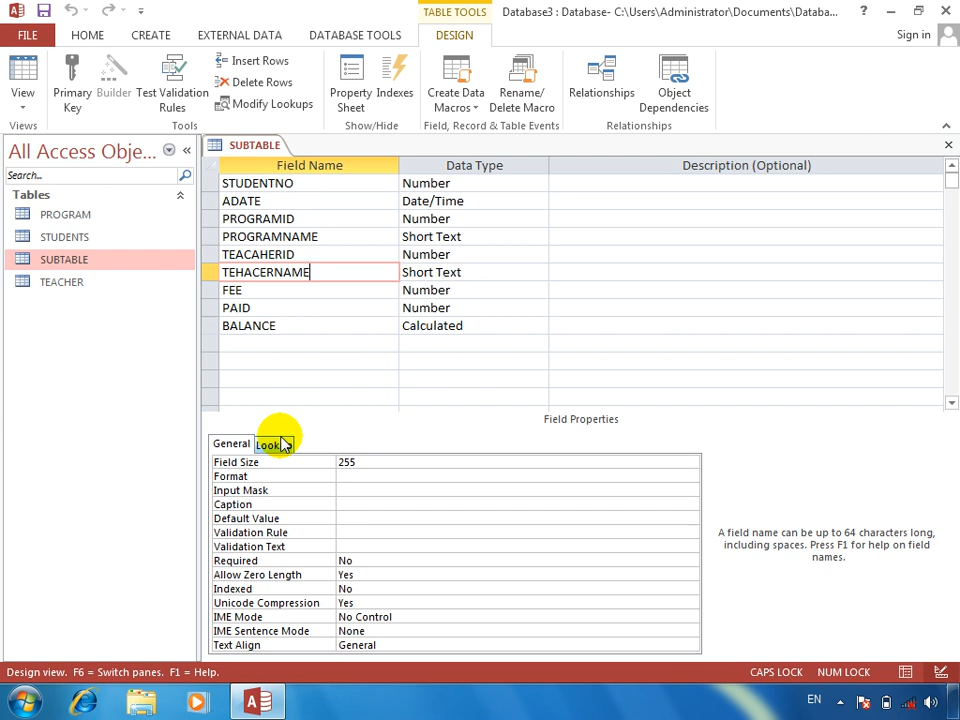 TABLE TOOLS
Database3 : Database- C:\Users\Administrator\Documents\Databa...
?
FILE
HOME
CREATE
EXTERNAL DATA
DATABASE TOOLS
DESIGN
Sign in
View
Primary Key
Builder
Test Validation Rules
Insert Rows
Delete Rows
Modify Lookups
Property Sheet
Indexes
Create Data Macros
Rename/ Delete Macro
Relationships
Object Dependencies
Views
Tools
Show/Hide
Field, Record & Table Events
Relationships
All Access Obje...
Search...
Tables
PROGRAM
STUDENTS
SUBTABLE
TEACHER
SUBTABLE
Field Name Data Type Description (Optional)
STUDENTNO Number
ADATE Date/Time
PROGRAMID Number
PROGRAMNAME Short Text
TEACAHERID Number
TEHACERNAME Short Text
FEE Number
PAID Number
BALANCE Calculated
Field Properties
General
Field Size 255
Format
Input Mask
Caption
Default Value
Validation Rule
Validation Text
Required No
Allow Zero Length Yes
Indexed No
Unicode Compression Yes
IME Mode No Control
IME Sentence Mode None
Text Align General
A field name can be up to 64 characters long,
including spaces. Press F1 for help on field
names.
Design view. F6 = Switch panes. F1 = Help.
CAPS LOCK
NUM LOCK
EN